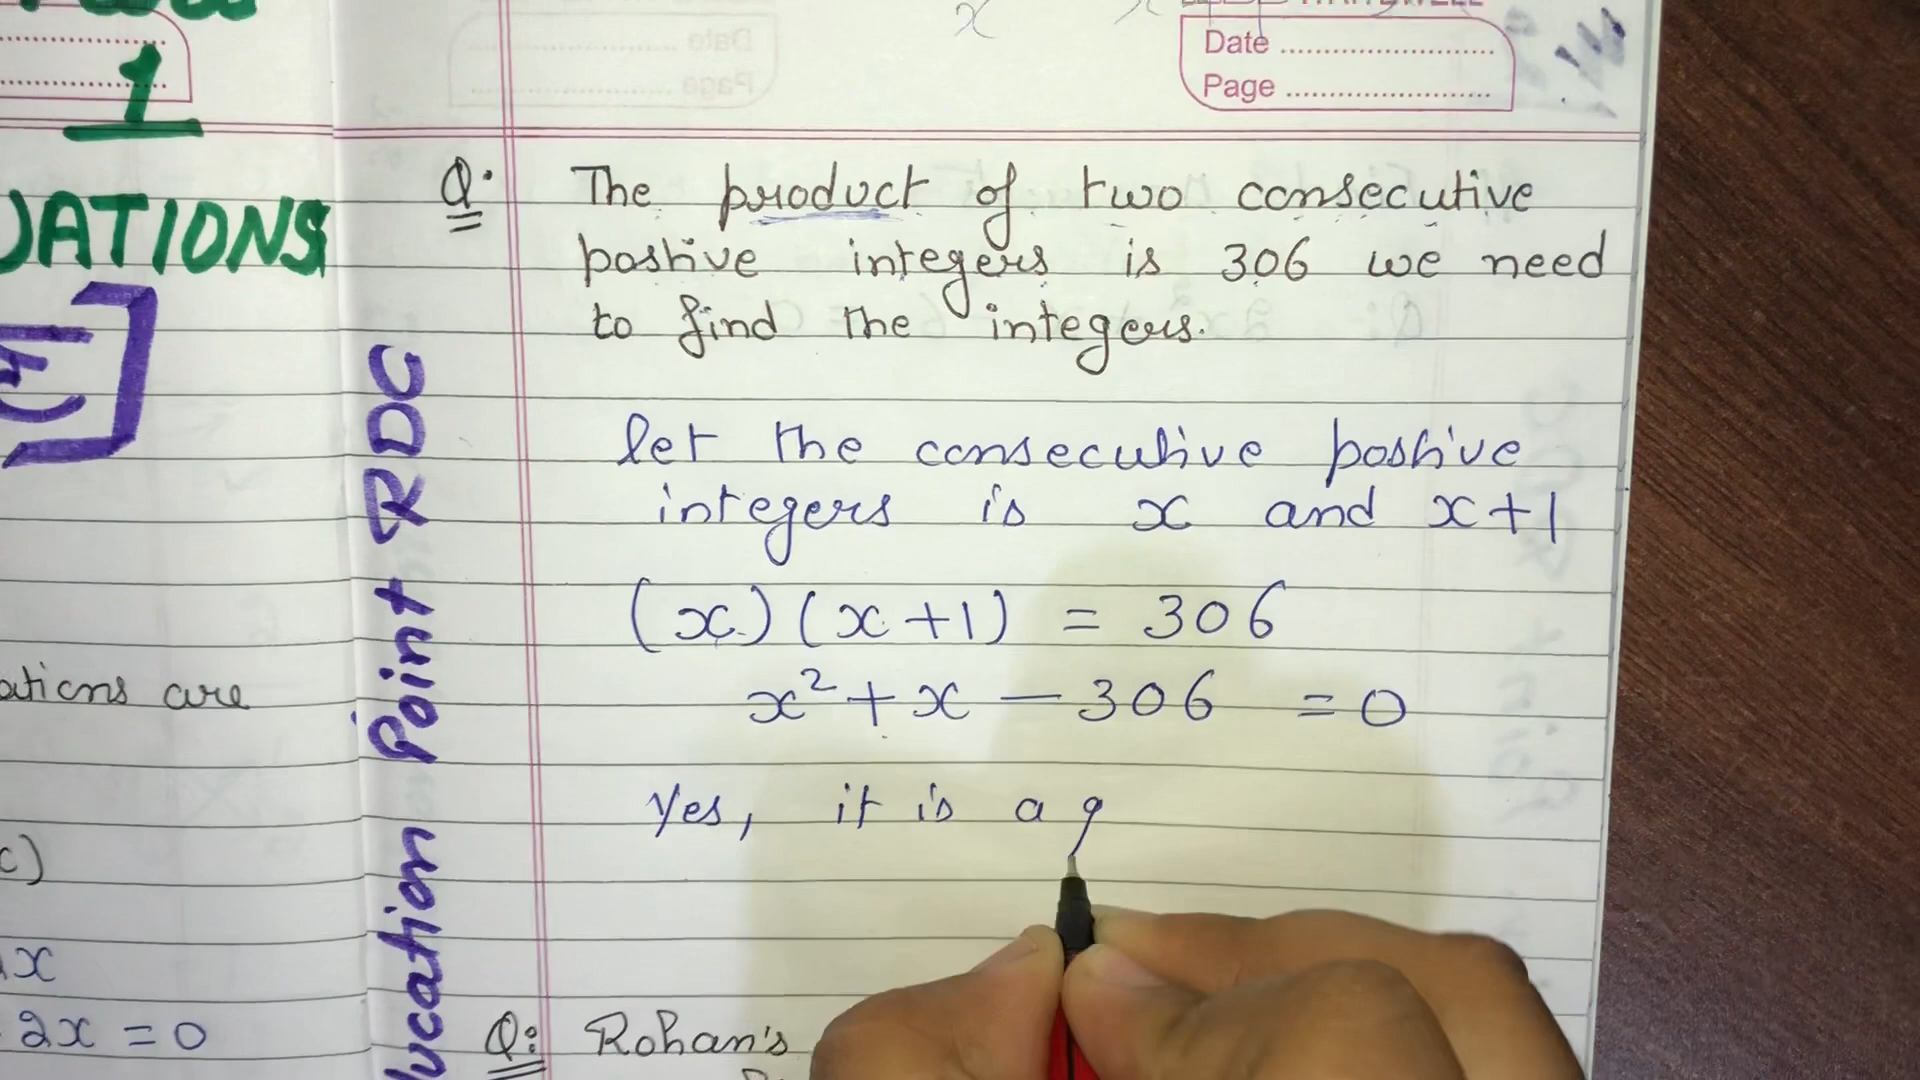 Date
Page
1
UATIONS
Education Point RDC
Q. The product of two consecutive
positive integers is 306 we need
to find the integers.
let the consecutive positive
integers is x and x+1
(x) (x+1) = 306
x² + x - 306 = 0
Yes, it is a q
ations are
c)
x
2x = 0
Q: Rohan's